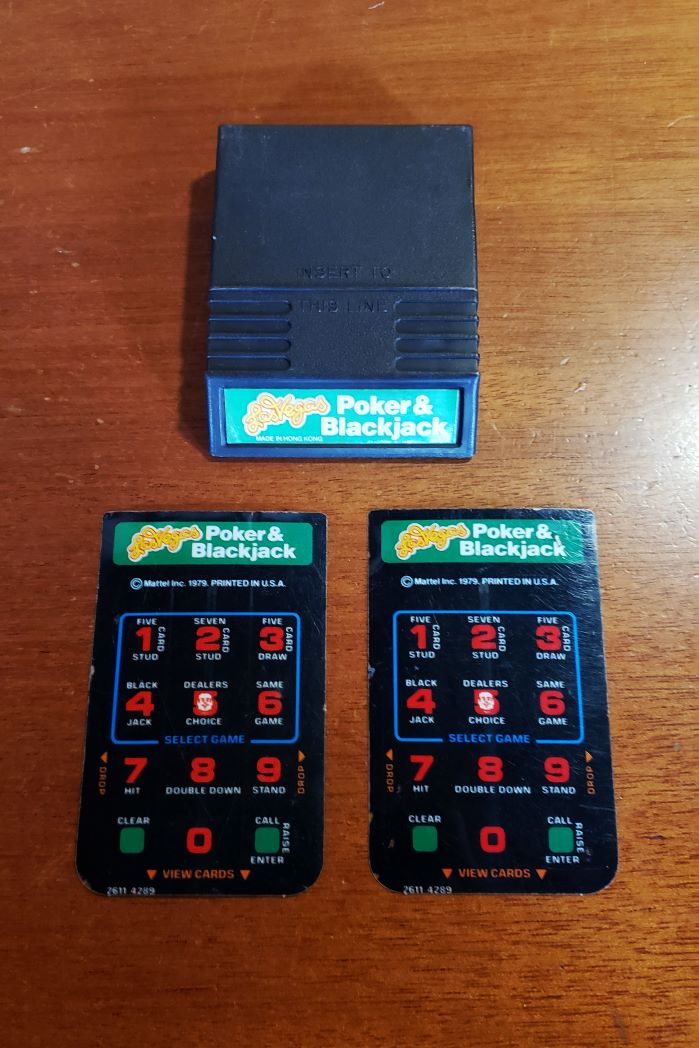 INSERT TO
THIS LINE
Las Vegas Poker &
Blackjack
MADE IN HONG KONG
Las Vegas Poker &
Blackjack
© Mattel Inc. 1979. PRINTED IN U.S.A.
FIVE SEVEN FIVE
1 CARD 2 CARD 3 CARD
STUD STUD DRAW
BLACK DEALERS SAME
4 5 6
JACK CHOICE GAME
SELECT GAME
◀ DROP 7 8 9 ▶ DROP
HIT DOUBLE DOWN STAND
CLEAR CALL
0 RAISE
ENTER
▼ VIEW CARDS ▼
2611 4289
Las Vegas Poker &
Blackjack
© Mattel Inc. 1979. PRINTED IN U.S.A.
FIVE SEVEN FIVE
1 CARD 2 CARD 3 CARD
STUD STUD DRAW
BLACK DEALERS SAME
4 5 6
JACK CHOICE GAME
SELECT GAME
◀ DROP 7 8 9 ▶ DROP
HIT DOUBLE DOWN STAND
CLEAR CALL
0 RAISE
ENTER
▼ VIEW CARDS ▼
2611 4289